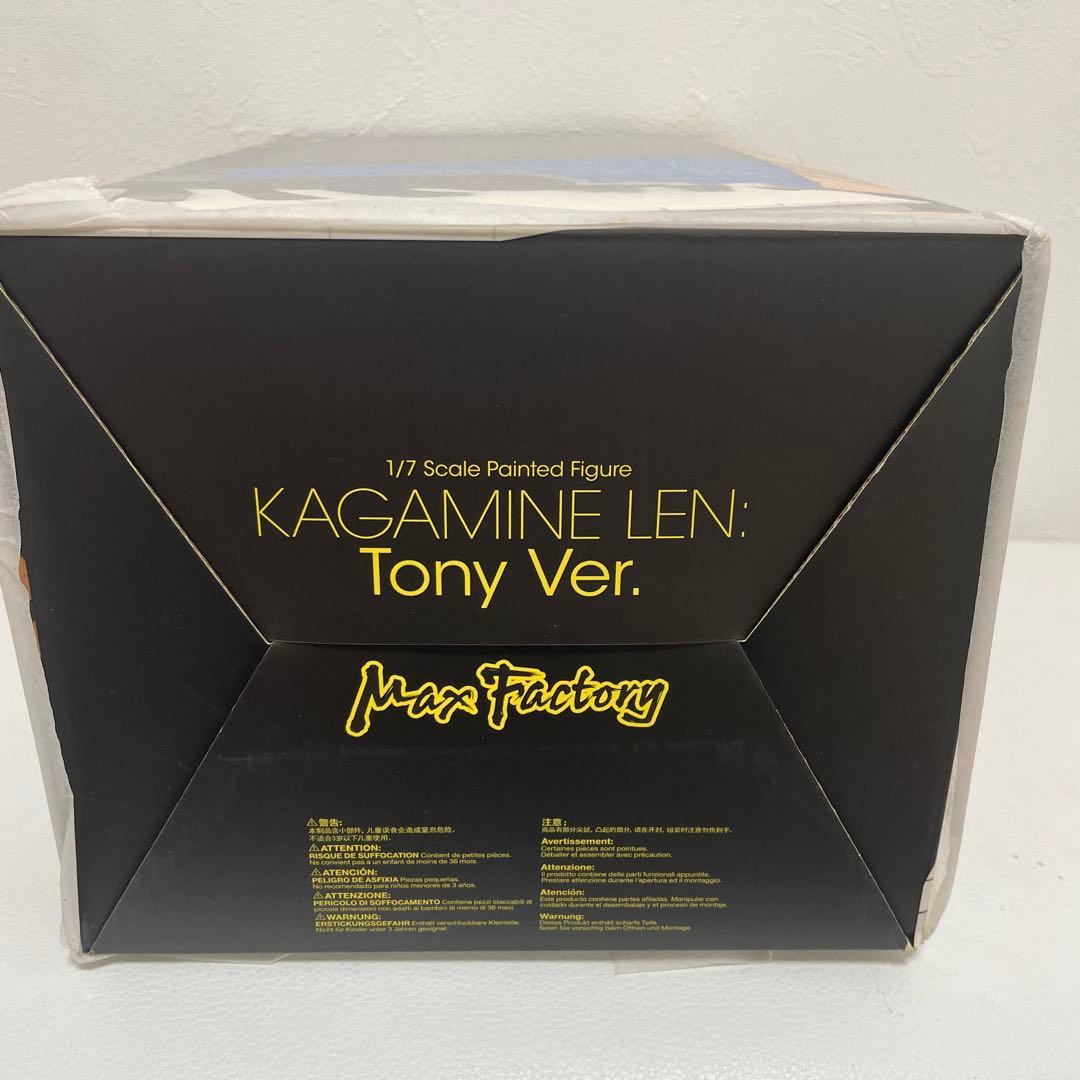 1/7 Scale Painted Figure
KAGAMINE LEN:
Tony Ver.
Max Factory
⚠警告:
本制品含小部件, 儿童误食会造成窒息危险。
不适合3岁以下儿童使用。
⚠ATTENTION:
RISQUE DE SUFFOCATION Contient de petites pièces.
Ne convient pas à un enfant de moins de 36 mois.
⚠ATENCIÓN:
PELIGRO DE ASFIXIA Piezas pequeñas.
No recomendado para niños menores de 3 años.
⚠ATTENZIONE:
PERICOLO DI SOFFOCAMENTO Contiene pezzi staccabili di
piccole dimensioni non adatti ai bambini di memo di 36 mesi.
⚠WARNUNG:
ERSTICKUNGSGEFAHR Enthält verschluckbare Kleinteile.
Nicht für Kinder unter 3 Jahren geeignet.
注意:
商品有部分尖锐, 凸起的部分, 请在开封, 组装时注意勿伤到手。
Avertissement:
Certaines pièces sont pointues.
Déballer et assembler avec précaution.
Attenzione:
Il prodotto contiene delle parti funzionali appuntite.
Prestare attenzione durante l'apertura ed il montaggio.
Atención:
Este producto contiene partes afiladas. Manipular con
cuidado durante el desembalaje y el proceso de montaje.
Warnung:
Dieses Produkt enthält scharfe Teile.
Seien Sie vorsichtig beim Öffnen und Montage.